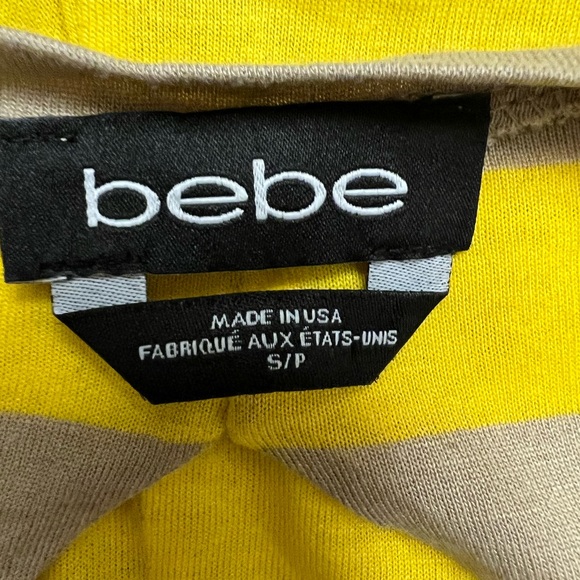 bebe
MADE IN USA
FABRIQUÉ AUX ÉTATS-UNIS
S/P